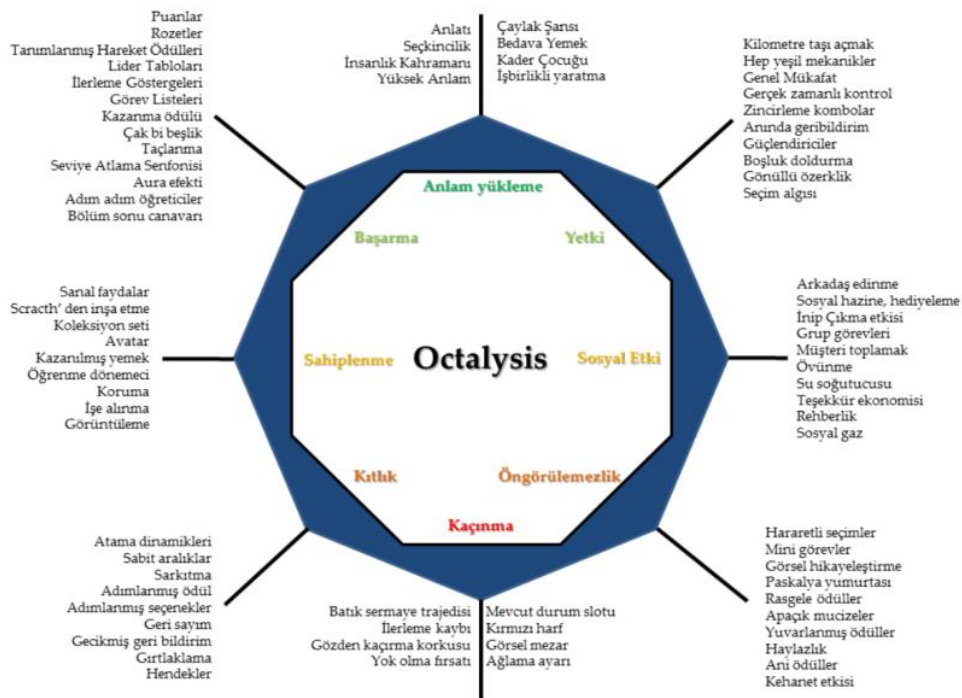 Puanlar
Rozetler
Tanımlanmış Hareket Ödülleri
Lider Tabloları
İlerleme Göstergeleri
Görev Listeleri
Kazanma ödülü
Çak bi beşlik
Taçlanma
Seviye Atlama Senfonisi
Aura efekti
Adım adım öğreticiler
Bölüm sonu canavarı
Anlatı
Seçkincilik
İnsanlık Kahramanı
Yüksek Anlam
Çaylak Şansı
Bedava Yemek
Kader Çocuğu
İşbirlikli yaratma
Kilometre taşı açmak
Hep yeşil mekanikler
Genel Mükafat
Gerçek zamanlı kontrol
Zincirleme kombolar
Anında geribildirim
Güçlendiriciler
Boşluk doldurma
Gönüllü özerklik
Seçim algısı
Anlam yükleme
Başarma
Yetki
Sanal faydalar
Scracth' den inşa etme
Koleksiyon seti
Avatar
Kazanılmış yemek
Öğrenme dönemeci
Koruma
İşe alınma
Görüntüleme
Sahiplenme
Octalysis
Sosyal Etki
Arkadaş edinme
Sosyal hazine, hediyeleme
İnip Çıkma etkisi
Grup görevleri
Müşteri toplamak
Övünme
Su soğutucusu
Teşekkür ekonomisi
Rehberlik
Sosyal gaz
Kıtlık
Öngörülemezlik
Kaçınma
Atama dinamikleri
Sabit aralıklar
Sarkıtma
Adımlanmış ödül
Adımlanmış seçenekler
Geri sayım
Gecikmiş geri bildirim
Gırtlaklama
Hendekler
Batık sermaye trajedisi
İlerleme kaybı
Gözden kaçırma korkusu
Yok olma fırsatı
Mevcut durum slotu
Kırmızı harf
Görsel mezar
Ağlama ayarı
Hararetli seçimler
Mini görevler
Görsel hikayeleştirme
Paskalya yumurtası
Rasgele ödüller
Apaçık mucizeler
Yuvarlanmış ödüller
Haylazlık
Ani ödüller
Kehanet etkisi